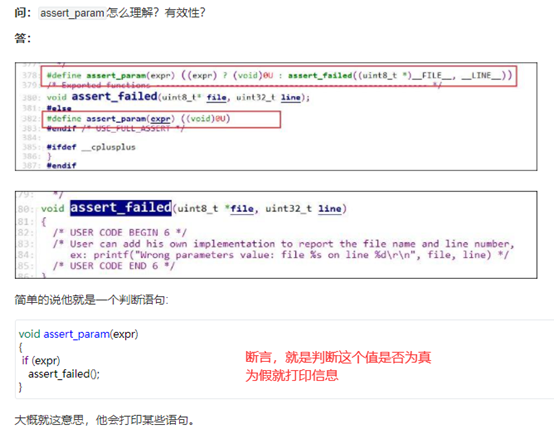 问：assert_param怎么理解？有效性？
答：
578: #define assert_param(expr) ((expr) ? (void)0U : assert_failed((uint8_t *)__FILE__, __LINE__))
579: /* Exported functions ------------------------------------------------------- */
380: void assert_failed(uint8_t* file, uint32_t line);
381: #else
382: #define assert_param(expr) ((void)0U)
383: #endif /* USE_FULL_ASSERT */
384:
385: #ifdef __cplusplus
386: }
387: #endif
79: */
80: void assert_failed(uint8_t *file, uint32_t line)
81: {
82: /* USER CODE BEGIN 6 */
83: /* User can add his own implementation to report the file name and line number,
84: ex: printf("Wrong parameters value: file %s on line %d\r\n", file, line) */
85: /* USER CODE END 6 */
86: }
简单的说他就是一个判断语句:
void assert_param(expr)
{
if (expr)
assert_failed();
}
断言，就是判断这个值是否为真
为假就打印信息
大概就这意思，他会打印某些语句。